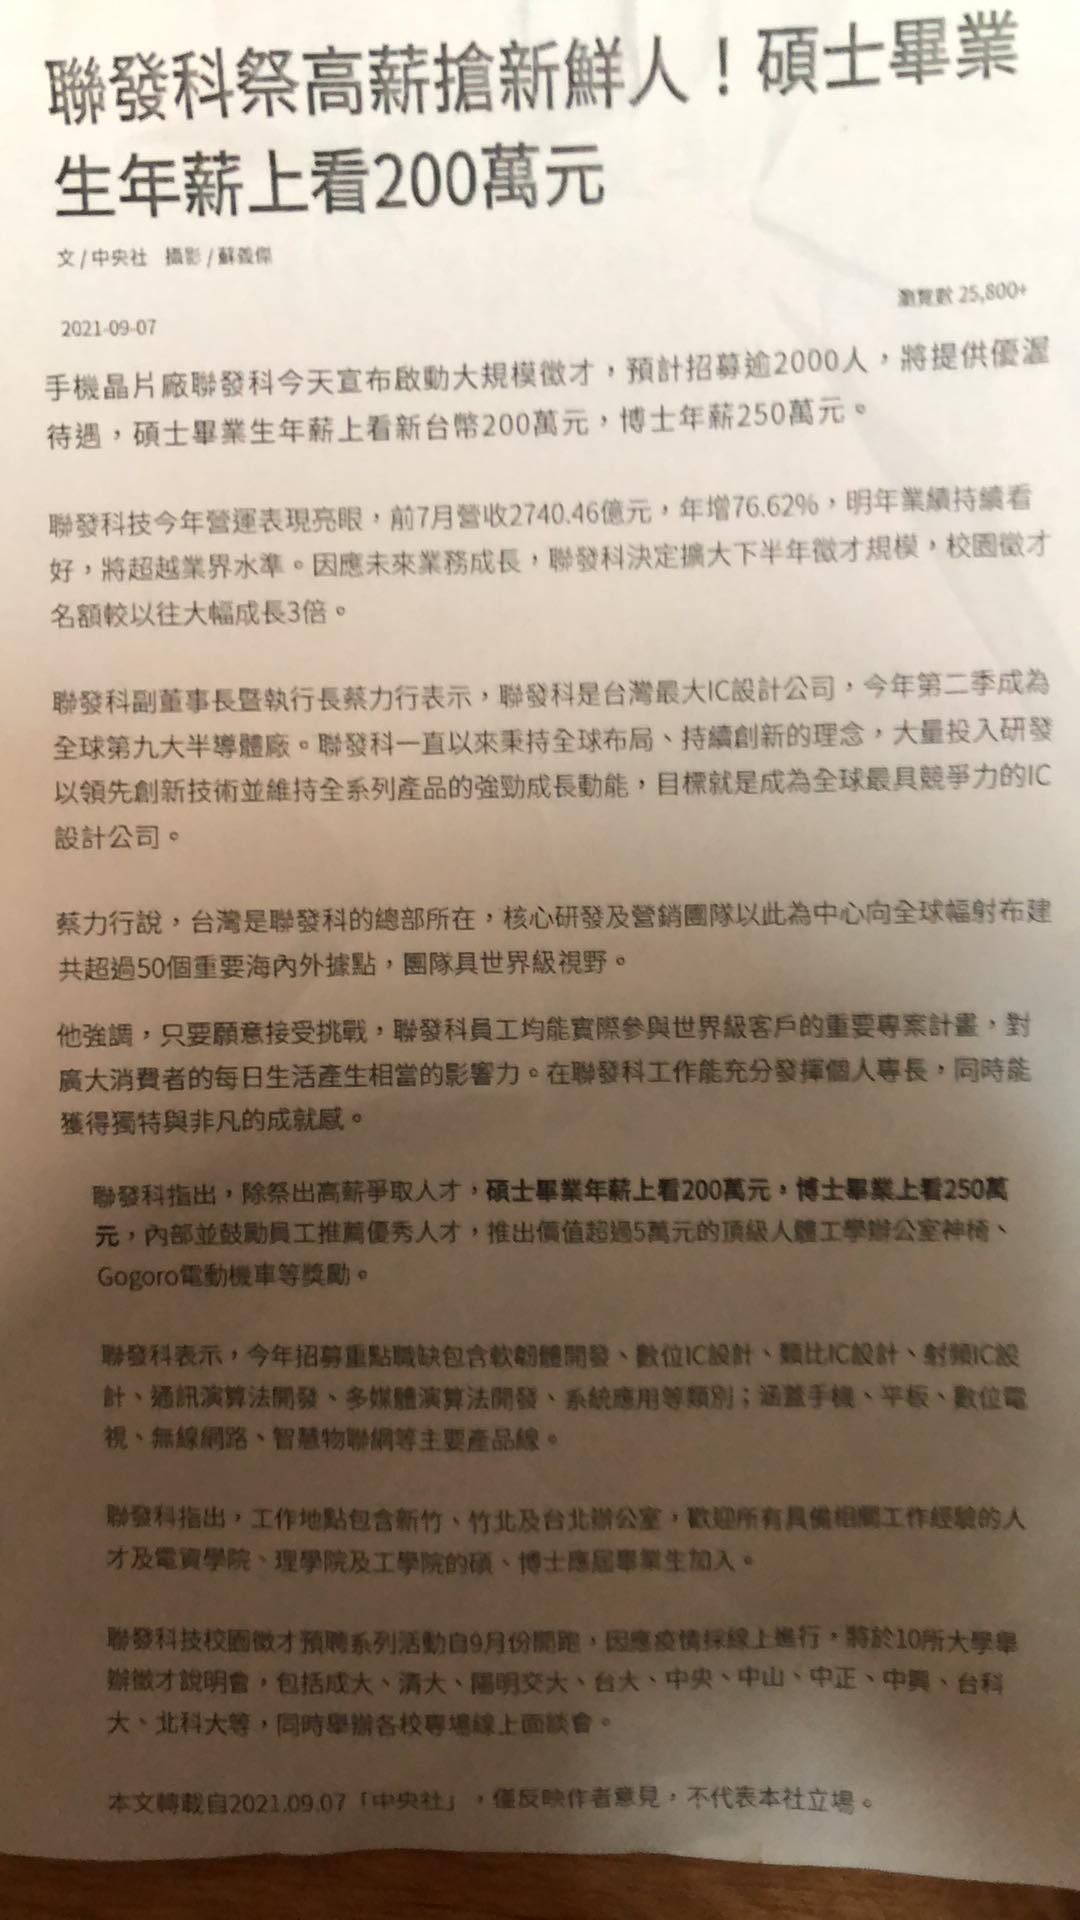 聯發科祭高薪搶新鮮人！碩士畢業
生年薪上看200萬元
文 / 中央社 攝影 / 蘇義傑
瀏覽數 25,800+
2021-09-07
手機晶片廠聯發科今天宣布啟動大規模徵才，預計招募逾2000人，將提供優渥
待遇，碩士畢業生年薪上看新台幣200萬元，博士年薪250萬元。
聯發科技今年營運表現亮眼，前7月營收2740.46億元，年增76.62%，明年業績持續看
好，將超越業界水準。因應未來業務成長，聯發科決定擴大下半年徵才規模，校園徵才
名額較以往大幅成長3倍。
聯發科副董事長暨執行長蔡力行表示，聯發科是台灣最大IC設計公司，今年第二季成為
全球第九大半導體廠。聯發科一直以來秉持全球布局、持續創新的理念，大量投入研發
以領先創新技術並維持全系列產品的強勁成長動能，目標就是成為全球最具競爭力的IC
設計公司。
蔡力行說，台灣是聯發科的總部所在，核心研發及營銷團隊以此為中心向全球幅射布建
共超過50個重要海內外據點，團隊具世界級視野。
他強調，只要願意接受挑戰，聯發科員工均能實際參與世界級客戶的重要專案計畫，對
廣大消費者的每日生活產生相當的影響力。在聯發科工作能充分發揮個人專長，同時能
獲得獨特與非凡的成就感。
聯發科指出，除祭出高薪爭取人才，碩士畢業年薪上看200萬元，博士畢業上看250萬
元，內部並鼓勵員工推薦優秀人才，推出價值超過5萬元的頂級人體工學辦公室神椅、
Gogoro電動機車等獎勵。
聯發科表示，今年招募重點職缺包含軟韌體開發、數位IC設計、類比IC設計、射頻IC設
計、通訊演算法開發、多媒體演算法開發、系統應用等類別；涵蓋手機、平板、數位電
視、無線網路、智慧物聯網等主要產品線。
聯發科指出，工作地點包含新竹、竹北及台北辦公室，歡迎所有具備相關工作經驗的人
才及電資學院、理學院及工學院的碩、博士應屆畢業生加入。
聯發科技校園徵才預聘系列活動自9月份開跑，因應疫情採線上進行，將於10所大學舉
辦徵才說明會，包括成大、清大、陽明交大、台大、中央、中山、中正、中興、台科
大、北科大等，同時舉辦各校專場線上面談會。
本文轉載自2021.09.07「中央社」，僅反映作者意見，不代表本社立場。